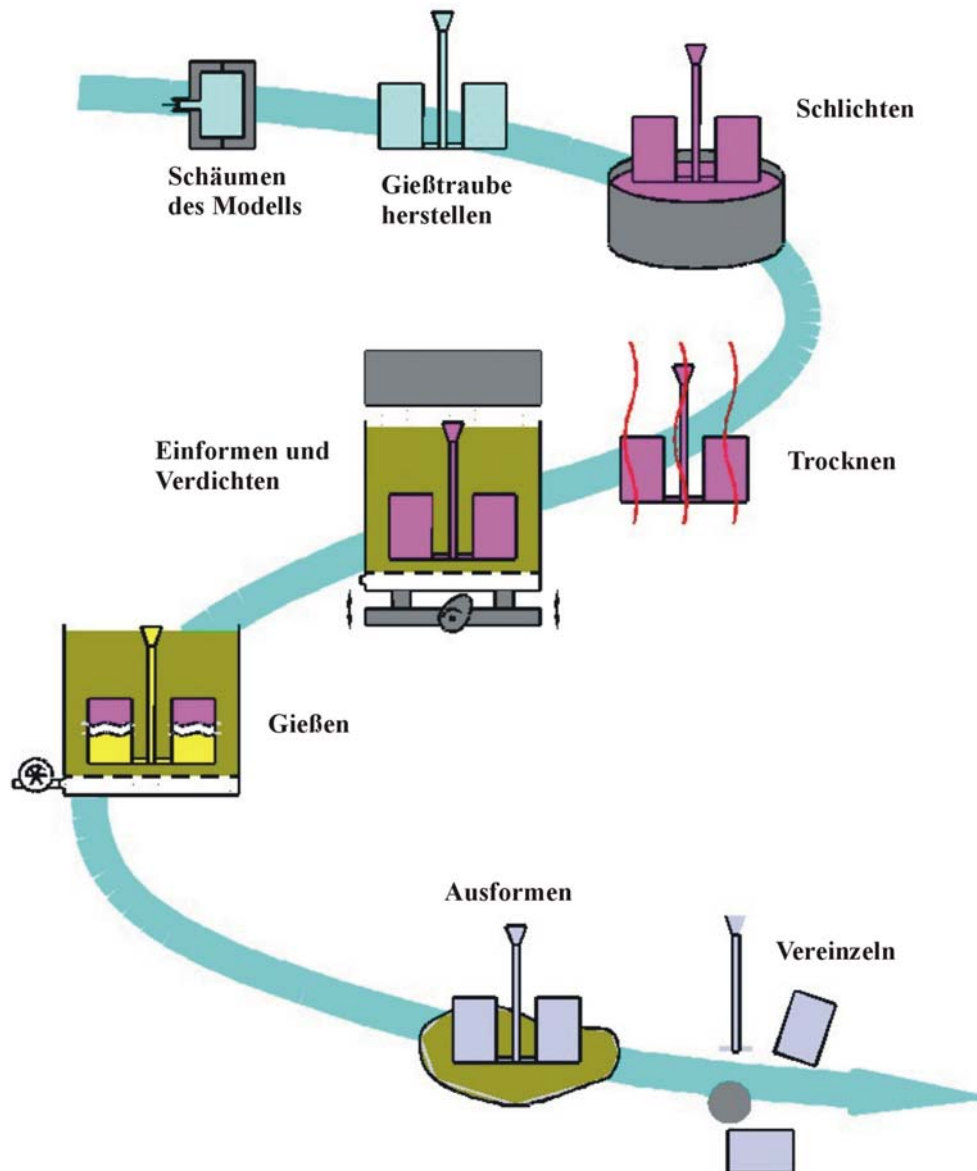 Schäumen
des Modells
Gießtraube
herstellen
Schlichten
Trocknen
Einformen und
Verdichten
Gießen
Ausformen
Vereinzeln